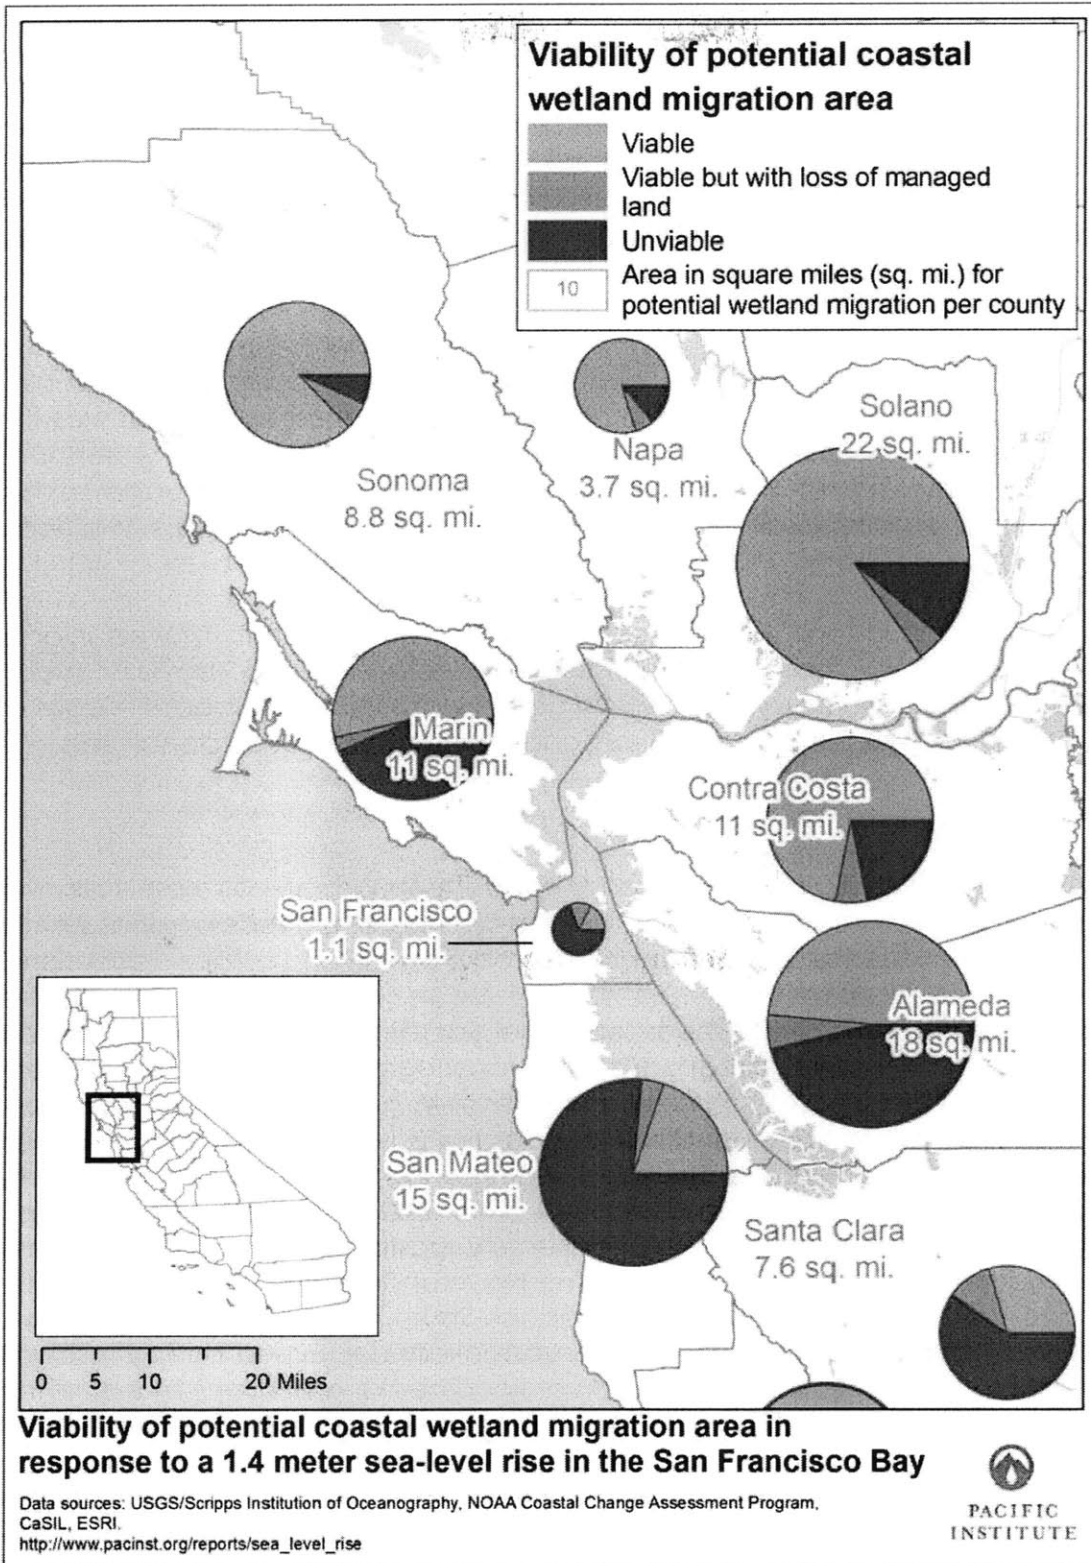 Viability of potential coastal
wetland migration area
Viable
Viable but with loss of managed
land
Unviable
10
Area in square miles (sq. mi.) for
potential wetland migration per county
Solano
22 sq. mi.
Napa
3.7 sq. mi.
Sonoma
8.8 sq. mi.
Marin
11 sq. mi.
Contra Costa
11 sq. mi.
San Francisco
1.1 sq. mi.
Alameda
18 sq. mi.
San Mateo
15 sq. mi.
Santa Clara
7.6 sq. mi.
0 5 10 20 Miles
Viability of potential coastal wetland migration area in
response to a 1.4 meter sea-level rise in the San Francisco Bay
Data sources: USGS/Scripps Institution of Oceanography, NOAA Coastal Change Assessment Program,
CaSIL, ESRI.
http://www.pacinst.org/reports/sea_level_rise
PACIFIC
INSTITUTE